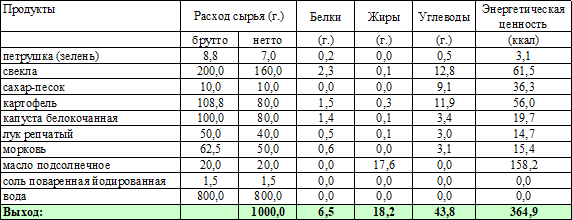 Продукты Расход сырья (г.) Белки Жиры Углеводы Энергетическая ценность
брутто нетто (г.) (г.) (г.) (ккал)
петрушка (зелень) 8,8 7,0 0,2 0,0 0,5 3,1
свекла 200,0 160,0 2,3 0,1 12,8 61,5
сахар-песок 10,0 10,0 0,0 0,0 9,1 36,3
картофель 108,8 80,0 1,5 0,3 11,9 56,0
капуста белокочанная 100,0 80,0 1,4 0,1 3,4 19,7
лук репчатый 50,0 40,0 0,5 0,1 3,0 14,7
морковь 62,5 50,0 0,6 0,0 3,1 15,4
масло подсолнечное 20,0 20,0 0,0 17,6 0,0 158,2
соль поваренная йодированная 1,5 1,5 0,0 0,0 0,0 0,0
вода 800,0 800,0 0,0 0,0 0,0 0,0
Выход: 1000,0 6,5 18,2 43,8 364,9